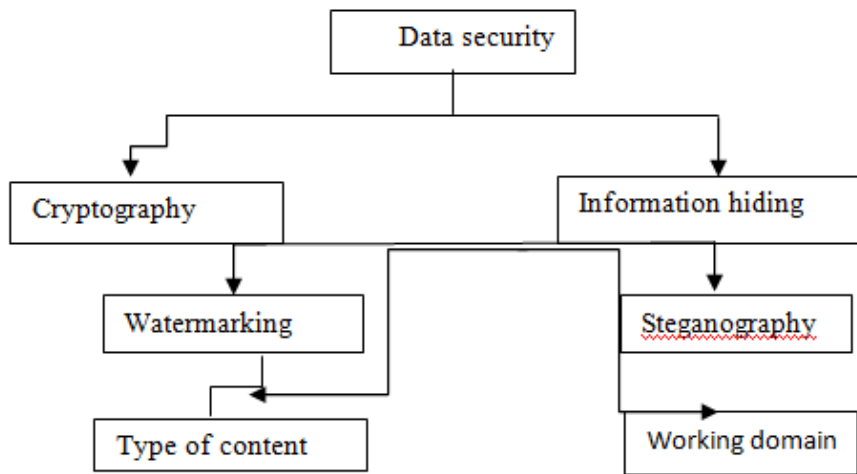 Data security
Cryptography
Information hiding
Watermarking
Steganography
Type of content
Working domain